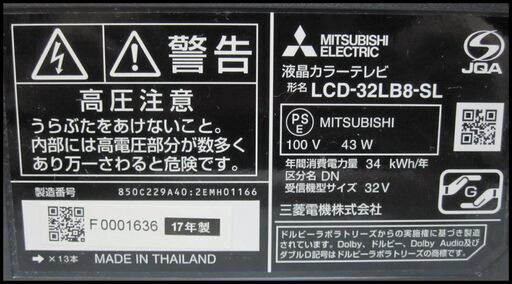 警告
高圧注意
うらぶたをあけないこと。
内部には高電圧部分が数多く
あり万一さわると危険です。
製造番号 850C229A40:2EMH01166
F0001636
17年製
→ ×13本
MADE IN THAILAND
MITSUBISHI
ELECTRIC
JQA
液晶カラーテレビ
形名 LCD-32LB8-SL
PS
E
MITSUBISHI
100 V 43 W
年間消費電力量 34 kWh/年
区分名 DN
受信機型サイズ 32V
G
三菱電機株式会社
ドルビーラボラトリーズからの実施権に基づき製造
されています。Dolby、ドルビー、Dolby Audio及び
ダブルD記号はドルビーラボラトリーズの商標です。